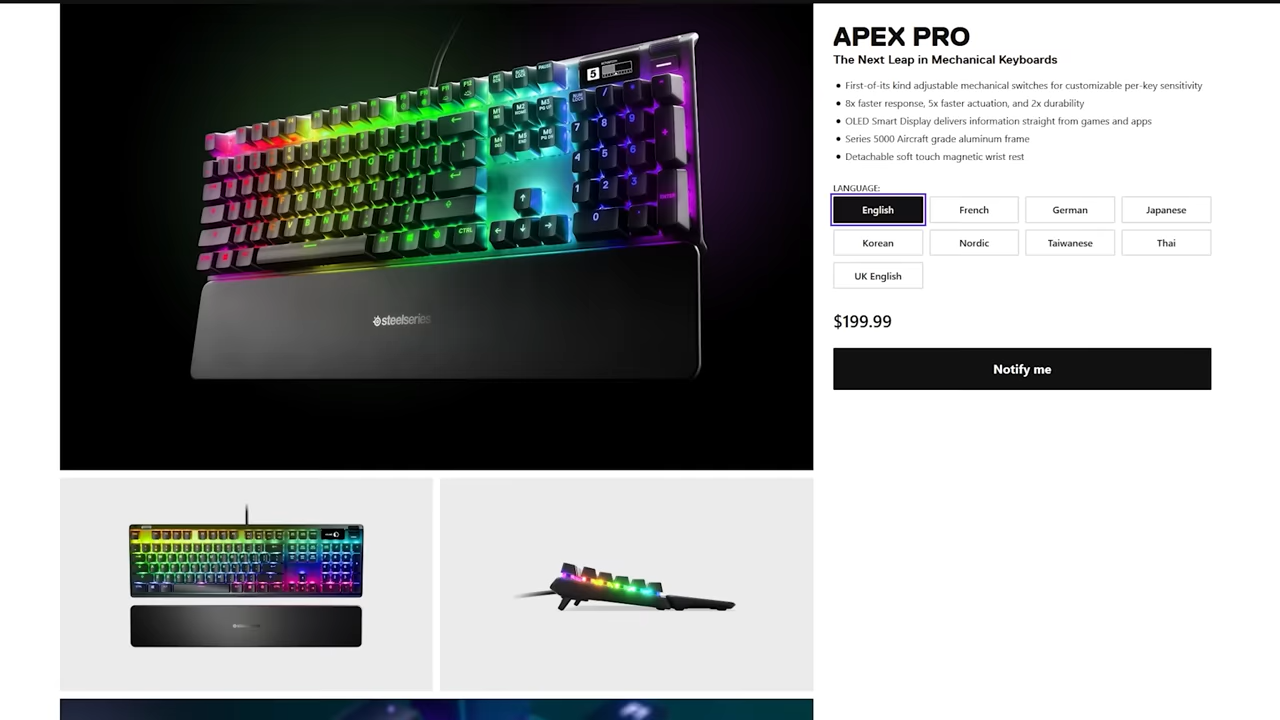 APEX PRO
The Next Leap in Mechanical Keyboards
First-of-its kind adjustable mechanical switches for customizable per-key sensitivity
8x faster response, 5x faster actuation, and 2x durability
OLED Smart Display delivers information straight from games and apps
Series 5000 Aircraft grade aluminum frame
Detachable soft touch magnetic wrist rest
LANGUAGE:
English
French
German
Japanese
Korean
Nordic
Taiwanese
Thai
UK English
$199.99
Notify me
steelseries